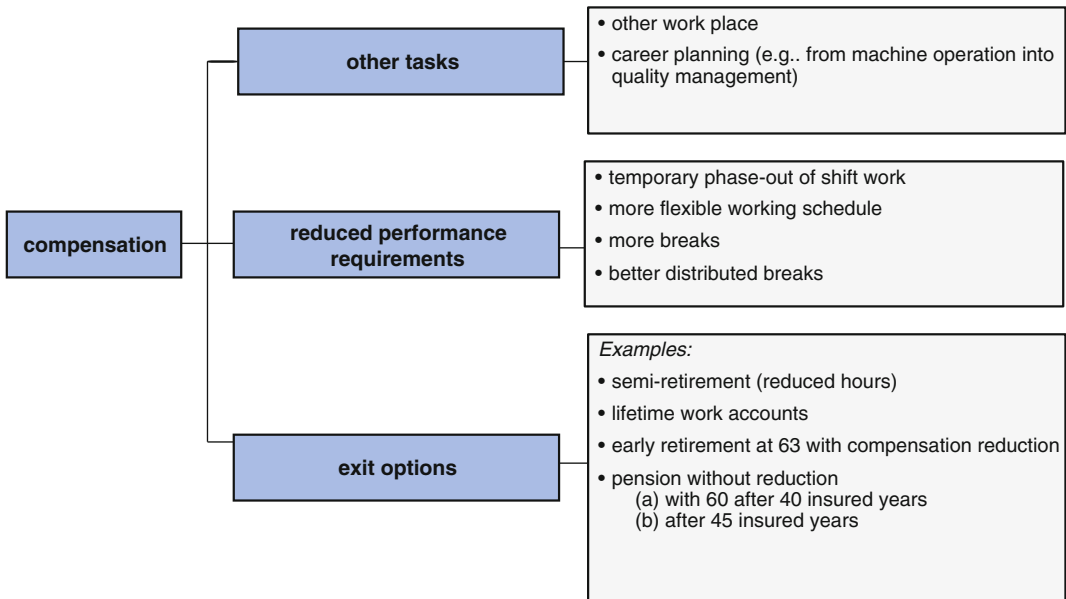 compensation
other tasks
• other work place
• career planning (e.g.. from machine operation into
quality management)
reduced performance
requirements
• temporary phase-out of shift work
• more flexible working schedule
• more breaks
• better distributed breaks
exit options
Examples:
• semi-retirement (reduced hours)
• lifetime work accounts
• early retirement at 63 with compensation reduction
• pension without reduction
(a) with 60 after 40 insured years
(b) after 45 insured years